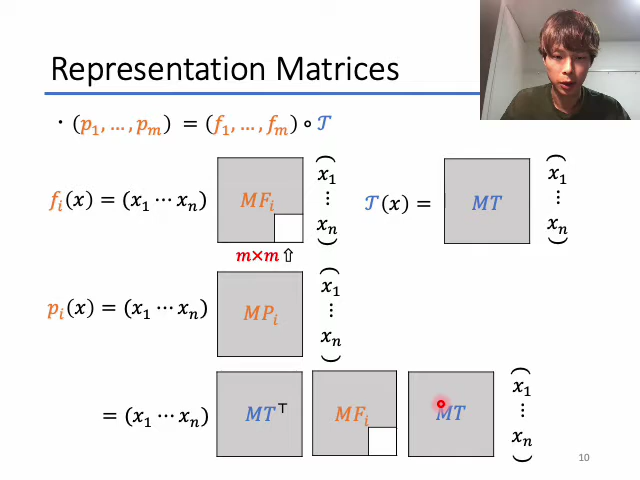 Representation Matrices
・(p₁, …, pₘ) = (f₁, …, fₘ) ∘ 𝒯
fᵢ(x) = (x₁ ⋯ xₙ) MFᵢ (x₁ ⋮ xₙ) 𝒯(x) = MT (x₁ ⋮ xₙ)
m×m ⇧
pᵢ(x) = (x₁ ⋯ xₙ) MPᵢ (x₁ ⋮ xₙ)
= (x₁ ⋯ xₙ) MT⊤ MFᵢ MT (x₁ ⋮ xₙ)
10